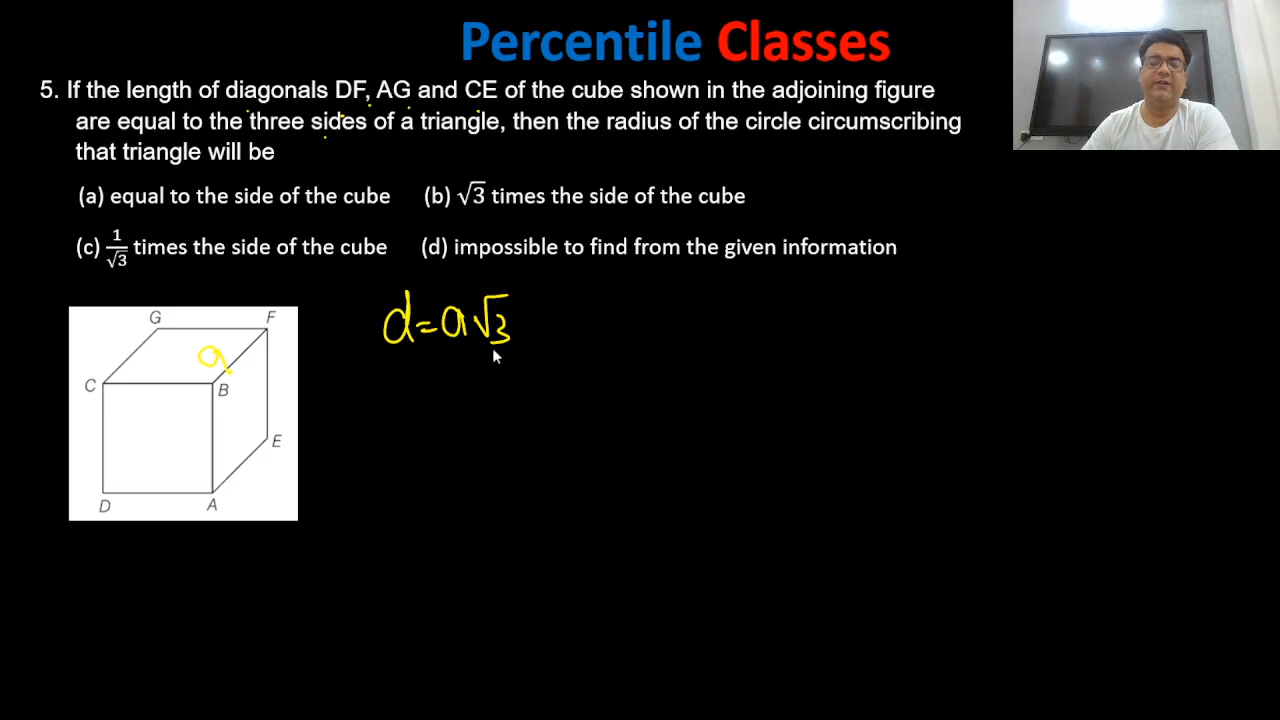 Percentile Classes
5. If the length of diagonals DF, AG and CE of the cube shown in the adjoining figure
are equal to the three sides of a triangle, then the radius of the circle circumscribing
that triangle will be
(a) equal to the side of the cube (b) √3 times the side of the cube
(c) 1/√3 times the side of the cube (d) impossible to find from the given information
d=a√3
G F
a
C B
E
D A